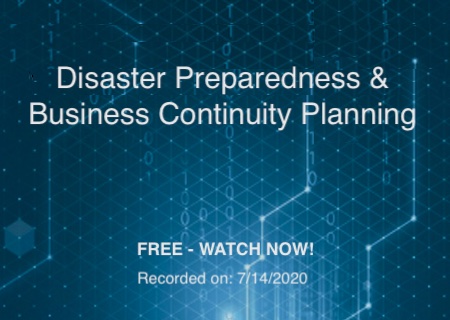 Disaster Preparedness &
Business Continuity Planning
FREE - WATCH NOW!
Recorded on: 7/14/2020